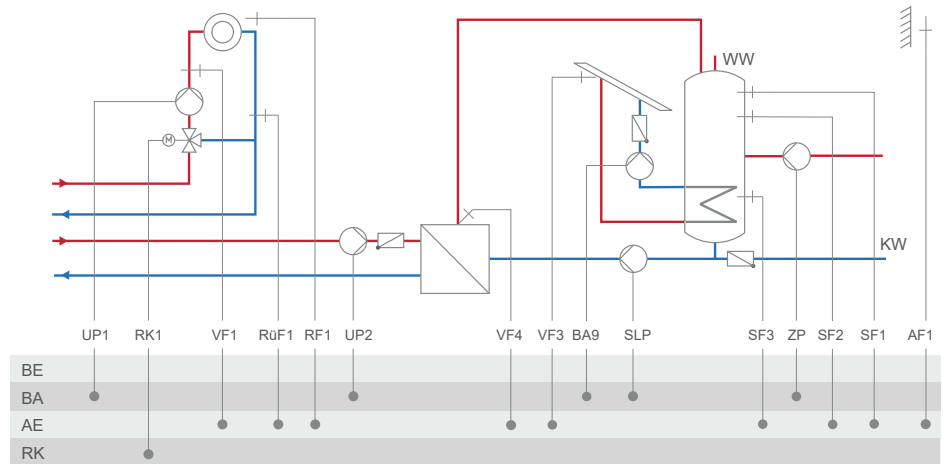 WW
M
KW
UP1 RK1 VF1 RüF1 RF1 UP2 VF4 VF3 BA9 SLP SF3 ZP SF2 SF1 AF1
BE
BA
AE
RK